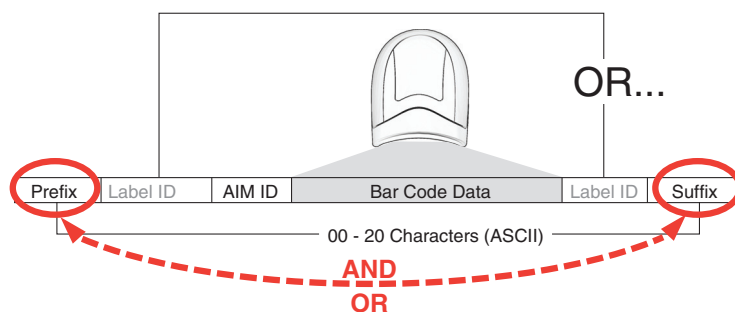 OR...
Prefix Label ID AIM ID Bar Code Data Label ID Suffix
00 - 20 Characters (ASCII)
AND
OR